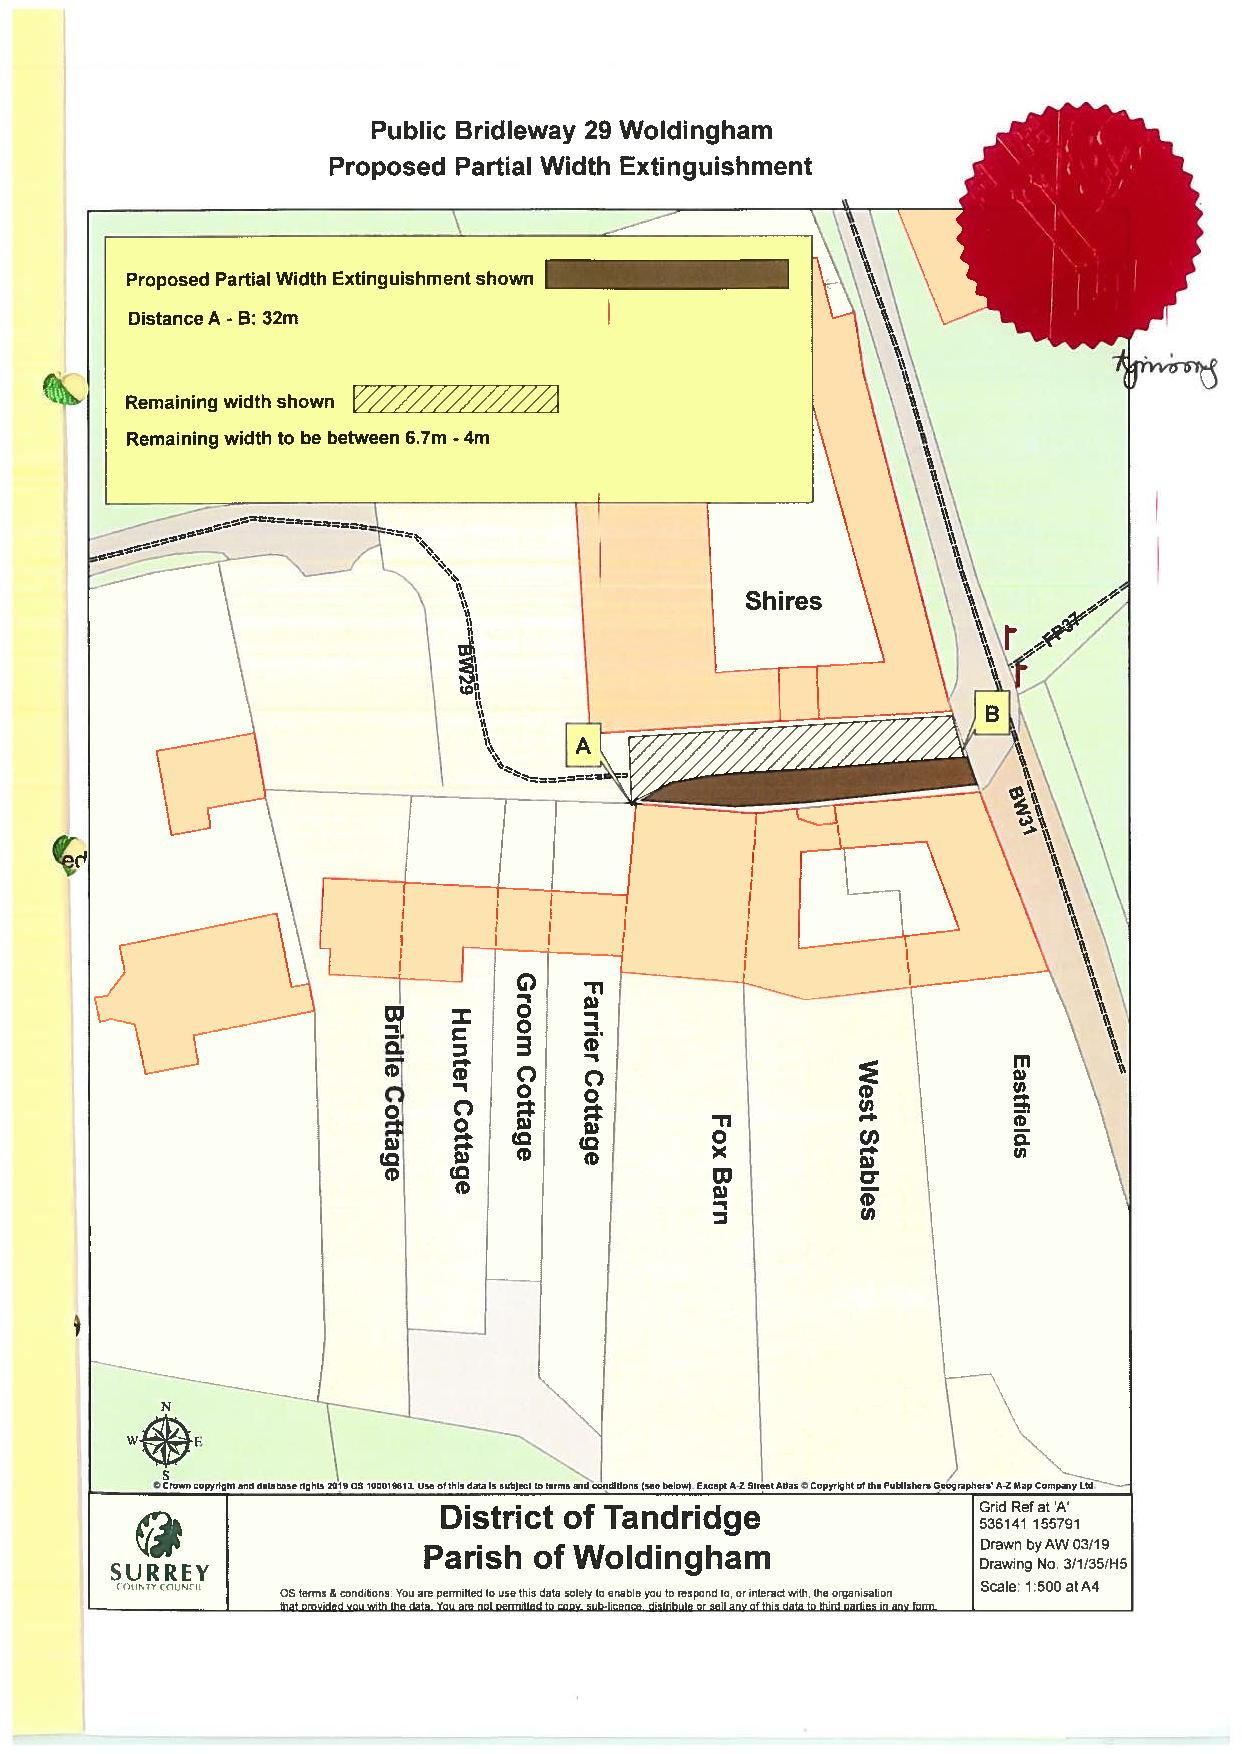 Public Bridleway 29 Woldingham
Proposed Partial Width Extinguishment
Proposed Partial Width Extinguishment shown
Distance A - B: 32m
Remaining width shown
Remaining width to be between 6.7m - 4m
Shires
FP37
BW29
B
A
BW31
ed
Bridle Cottage
Hunter Cottage
Groom Cottage
Farrier Cottage
Fox Barn
West Stables
Eastfields
N
W E
S
© Crown copyright and database rights 2019 OS 100019613. Use of this data is subject to terms and conditions (see below). Except A-Z Street Atlas © Copyright of the Publishers Geographers' A-Z Map Company Ltd.
SURREY
COUNTY COUNCIL
District of Tandridge
Parish of Woldingham
OS terms & conditions: You are permitted to use this data solely to enable you to respond to, or interact with, the organisation
that provided you with the data. You are not permitted to copy, sub-licence, distribute or sell any of this data to third parties in any form.
Grid Ref at 'A'
536141 155791
Drawn by AW 03/19
Drawing No. 3/1/35/H5
Scale: 1:500 at A4